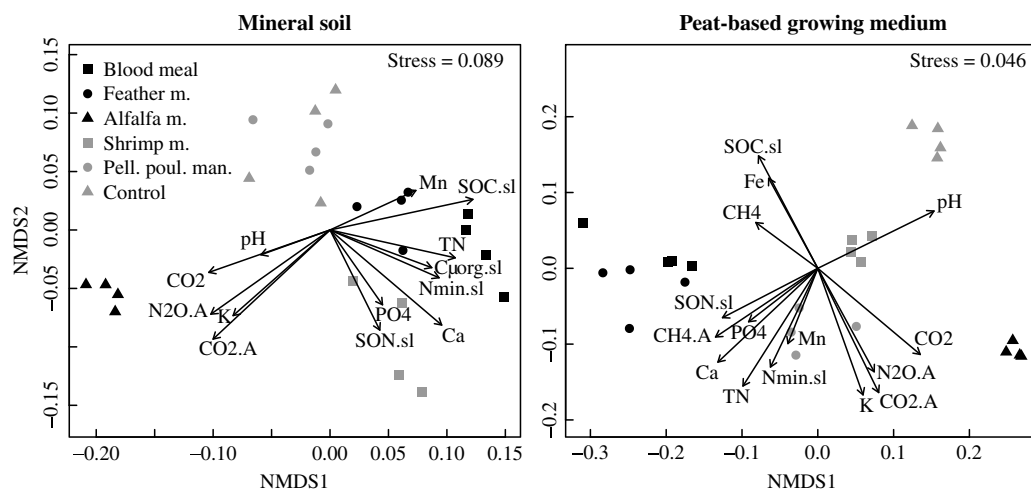 Mineral soil
Peat-based growing medium
Stress = 0.089
Stress = 0.046
Blood meal
Feather m.
Alfalfa m.
Shrimp m.
Pell. poul. man.
Control
NMDS2
0.15
0.10
0.05
0.00
−0.05
−0.15
Mn
SOC.sl
pH
TN
Cµorg.sl
Nmin.sl
CO2
N2O.A
K
CO2.A
PO4
SON.sl
Ca
−0.20
−0.10
0.00
0.05
0.10
0.15
NMDS1
0.2
0.1
0.0
−0.1
−0.2
SOC.sl
Fe
CH4
pH
SON.sl
CH4.A
PO4
Mn
Ca
TN
Nmin.sl
CO2
N2O.A
K
CO2.A
−0.3
−0.2
−0.1
0.0
0.1
0.2
NMDS1